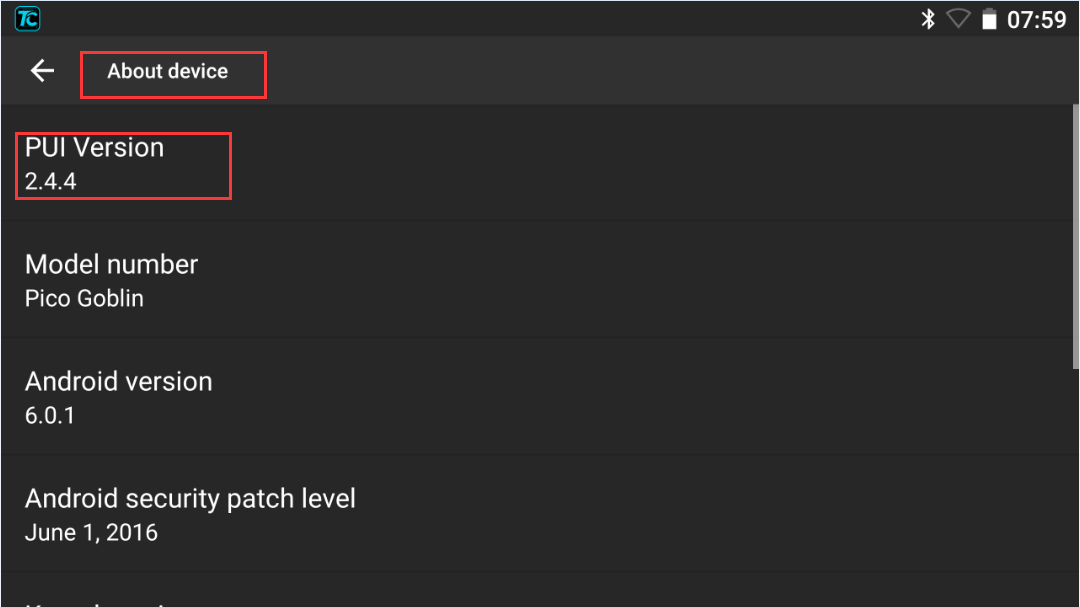 TC 07:59
About device
PUI Version
2.4.4
Model number
Pico Goblin
Android version
6.0.1
Android security patch level
June 1, 2016